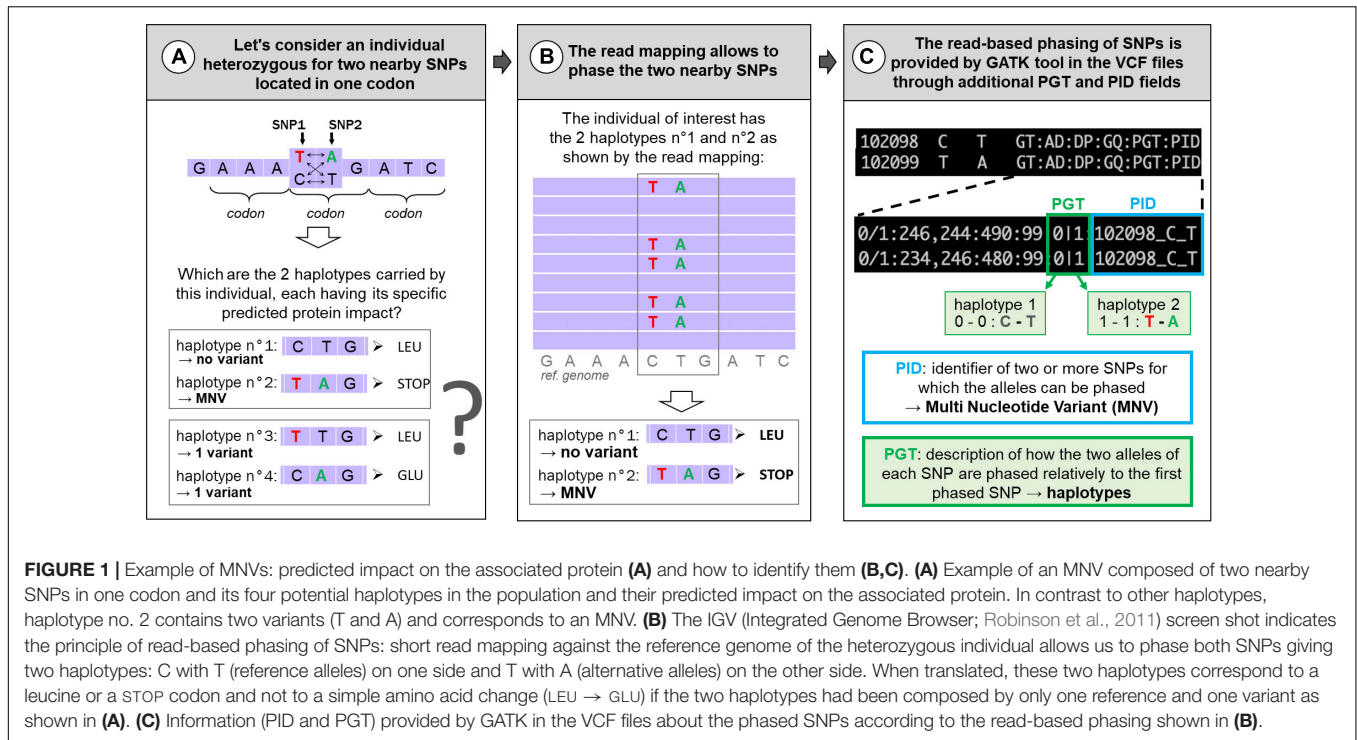 A
Let's consider an individual
heterozygous for two nearby SNPs
located in one codon
SNP1 SNP2
T A
G A A A G A T C
C T
codon codon codon
Which are the 2 haplotypes carried by
this individual, each having its specific
predicted protein impact?
haplotype n°1: C T G ➢ LEU
→ no variant
haplotype n°2: T A G ➢ STOP
→ MNV
haplotype n°3: T T G ➢ LEU
→ 1 variant
haplotype n°4: C A G ➢ GLU
→ 1 variant
?
B
The read mapping allows to
phase the two nearby SNPs
The individual of interest has
the 2 haplotypes n°1 and n°2 as
shown by the read mapping:
T A
T A
T A
T A
T A
G A A A C T G A T C
ref. genome
haplotype n°1: C T G ➢ LEU
→ no variant
haplotype n°2: T A G ➢ STOP
→ MNV
C
The read-based phasing of SNPs is
provided by GATK tool in the VCF files
through additional PGT and PID fields
102098 C T GT:AD:DP:GQ:PGT:PID
102099 T A GT:AD:DP:GQ:PGT:PID
PGT PID
0/1:246,244:490:99:0|1:102098_C_T
0/1:234,246:480:99:0|1:102098_C_T
haplotype 1
0 - 0 : C - T
haplotype 2
1 - 1 : T - A
PID: identifier of two or more SNPs for
which the alleles can be phased
→ Multi Nucleotide Variant (MNV)
PGT: description of how the two alleles of
each SNP are phased relatively to the first
phased SNP → haplotypes
FIGURE 1 | Example of MNVs: predicted impact on the associated protein (A) and how to identify them (B,C). (A) Example of an MNV composed of two nearby
SNPs in one codon and its four potential haplotypes in the population and their predicted impact on the associated protein. In contrast to other haplotypes,
haplotype no. 2 contains two variants (T and A) and corresponds to an MNV. (B) The IGV (Integrated Genome Browser; Robinson et al., 2011) screen shot indicates
the principle of read-based phasing of SNPs: short read mapping against the reference genome of the heterozygous individual allows us to phase both SNPs giving
two haplotypes: C with T (reference alleles) on one side and T with A (alternative alleles) on the other side. When translated, these two haplotypes correspond to a
leucine or a STOP codon and not to a simple amino acid change (LEU → GLU) if the two haplotypes had been composed by only one reference and one variant as
shown in (A). (C) Information (PID and PGT) provided by GATK in the VCF files about the phased SNPs according to the read-based phasing shown in (B).